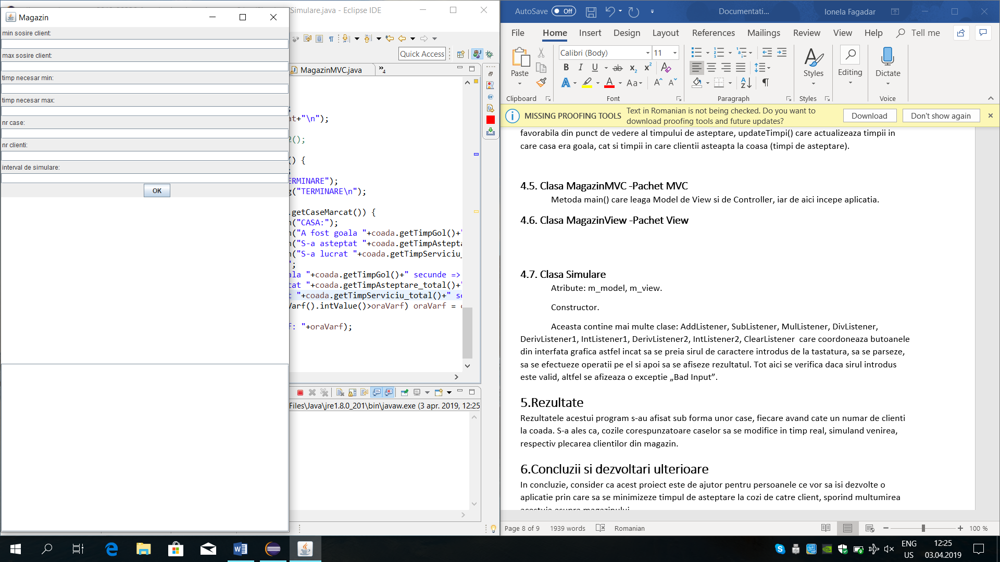 Magazin
min sosire client:
max sosire client:
timp necesar min:
timp necesar max:
nr case:
nr clienti:
interval de simulare:
OK
Simulare.java - Eclipse IDE
Quick Access
MagazinMVC.java
»4
at+"\n");
2();
() {
ERMINARE");
g("TERMINARE\n");
.getCaseMarcat()) {
n("CASA:");
n("A fost goala "+coada.getTimpGol()+"
n("S-a asteptat "+coada.getTimpAstepta
n("S-a lucrat "+coada.getTimpServiciu_
";
ala "+coada.getTimpGol()+" secunde =>
tat "+coada.getTimpAsteptare_total()+"
t "+coada.getTimpServiciu_total()+" se
Varf().intValue()>oraVarf) oraVarf =
f: "+oraVarf);
Files\Java\jre1.8.0_201\bin\javaw.exe (3 apr. 2019, 12:25
AutoSave Off
Documentati...
Ionela Fagadar
File Home Insert Design Layout References Mailings Review View Help Tell me
Paste
Clipboard
Calibri (Body) 11
B I U ab x2 x2
A A Aa A A
Font
Paragraph
Styles
Styles
Editing
Dictate
Voice
MISSING PROOFING TOOLS Text in Romanian is not being checked. Do you want to
download proofing tools and future updates?
Download
Don't show again
favorabila din punct de vedere al timpului de asteptare, updateTimpi() care actualizeaza timpii in
care casa era goala, cat si timpii in care clientii asteapta la coasa (timpi de asteptare).
4.5. Clasa MagazinMVC -Pachet MVC
Metoda main() care leaga Model de View si de Controller, iar de aici incepe aplicatia.
4.6. Clasa MagazinView -Pachet View
4.7. Clasa Simulare
Atribute: m_model, m_view.
Constructor.
Aceasta contine mai multe clase: AddListener, SubListener, MulListener, DivListener,
DerivListener1, IntListener1, DerivListener2, IntListener2, ClearListener care coordoneaza butoanele
din interfata grafica astfel incat sa se preia sirul de caractere introdus de la tastatura, sa se parseze,
sa se efectueze operatii pe el si apoi sa se afiseze rezultatul. Tot aici se verifica daca sirul introdus
este valid, altfel se afizeaza o exceptie „Bad Input”.
5.Rezultate
Rezultatele acestui program s-au afisat sub forma unor case, fiecare avand cate un numar de clienti
la coada. S-a ales ca, cozile corespunzatoare caselor sa se modifice in timp real, simuland venirea,
respectiv plecarea clientilor din magazin.
6.Concluzii si dezvoltari ulterioare
In concluzie, consider ca acest proiect este de ajutor pentru persoanele ce vor sa isi dezvolte o
aplicatie prin care sa se minimizeze timpul de asteptare la cozi de catre client, sporind multumirea
acestuia asupra magazinului.
Page 8 of 9 1939 words Romanian
100 %
ENG
US
12:25
03.04.2019